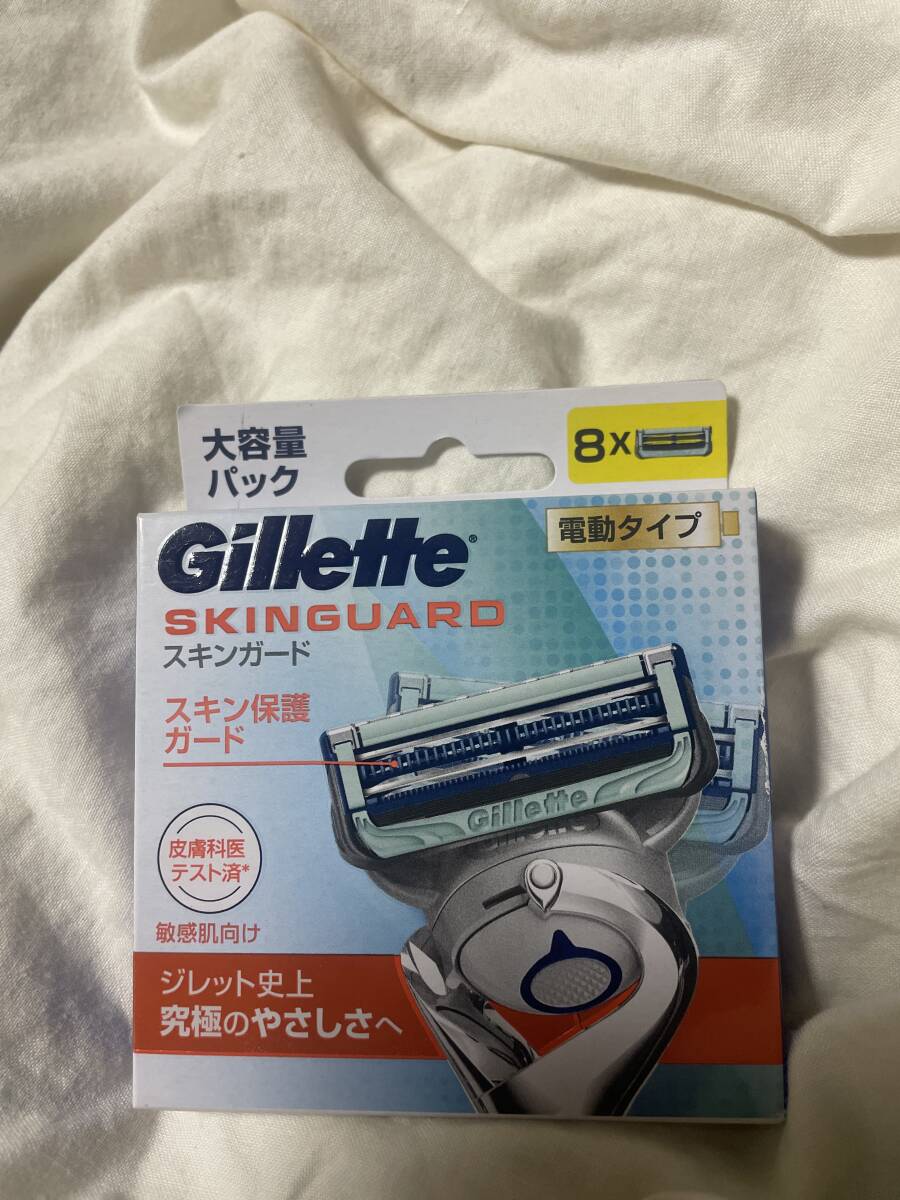 大容量
パック
8X
Gillette®
電動タイプ
SKINGUARD
スキンガード
スキン保護
ガード
Gillette
皮膚科医
テスト済*
敏感肌向け
ジレット史上
究極のやさしさへ